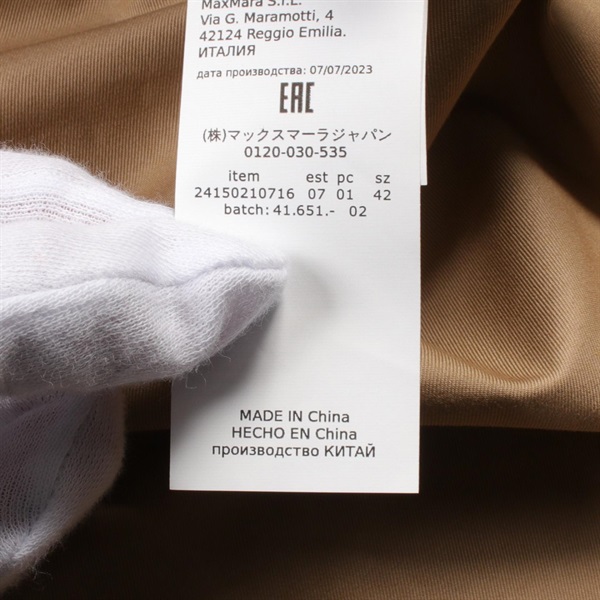 MaxMara S.r.L.
Via G. Maramotti, 4
42124 Reggio Emilia.
ИТАЛИЯ
дата производства: 07/07/2023
EAC
(株)マックスマーラジャパン
0120-030-535
item est pc sz
24150210716 07 01 42
batch: 41.651.- 02
MADE IN China
HECHO EN China
производство КИТАЙ